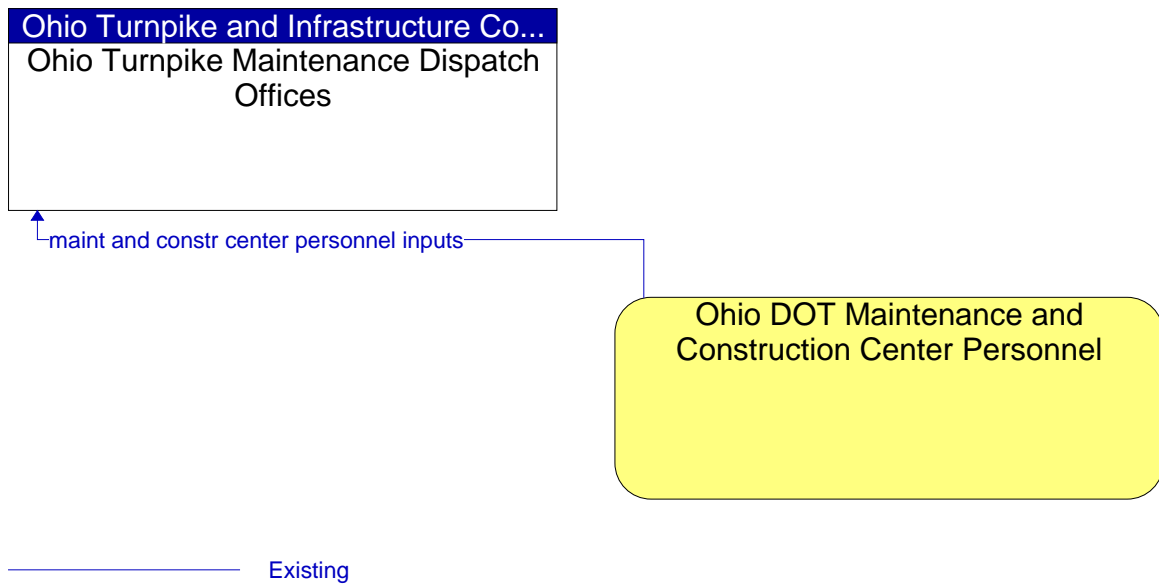 Ohio Turnpike and Infrastructure Co...
Ohio Turnpike Maintenance Dispatch
Offices
maint and constr center personnel inputs
Ohio DOT Maintenance and
Construction Center Personnel
Existing